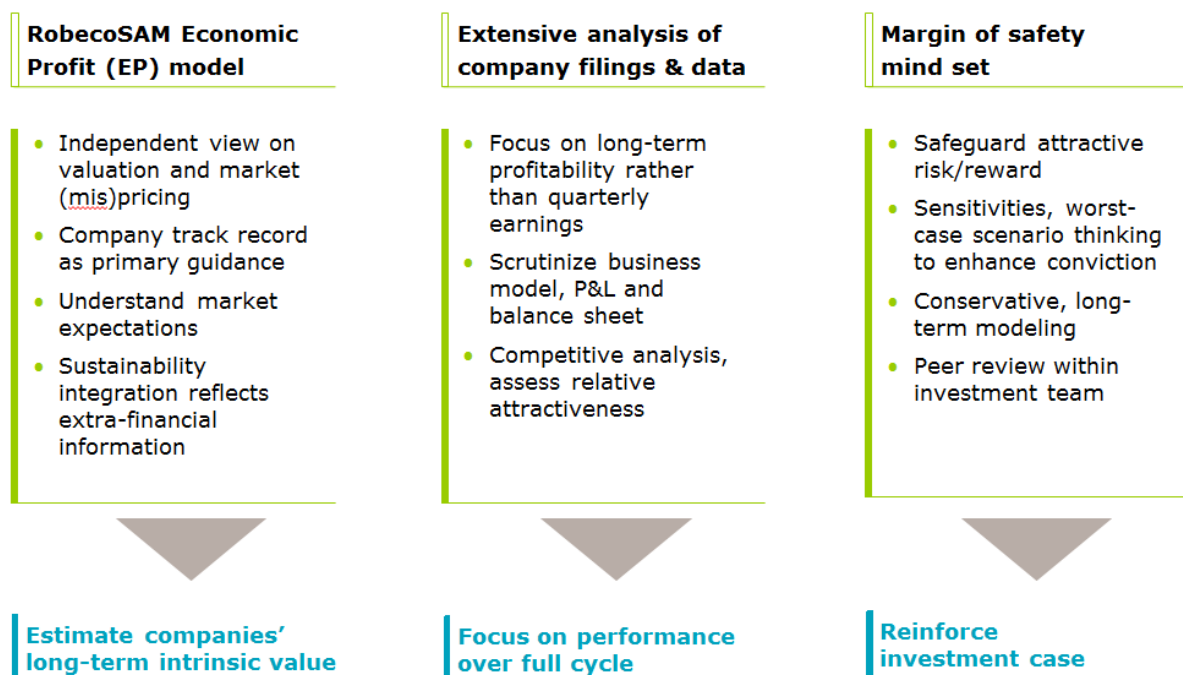 RobecoSAM Economic
Profit (EP) model
Independent view on
valuation and market
(mis)pricing
Company track record
as primary guidance
Understand market
expectations
Sustainability
integration reflects
extra-financial
information
Estimate companies’
long-term intrinsic value
Extensive analysis of
company filings & data
Focus on long-term
profitability rather
than quarterly
earnings
Scrutinize business
model, P&L and
balance sheet
Competitive analysis,
assess relative
attractiveness
Focus on performance
over full cycle
Margin of safety
mind set
Safeguard attractive
risk/reward
Sensitivities, worst-
case scenario thinking
to enhance conviction
Conservative, long-
term modeling
Peer review within
investment team
Reinforce
investment case